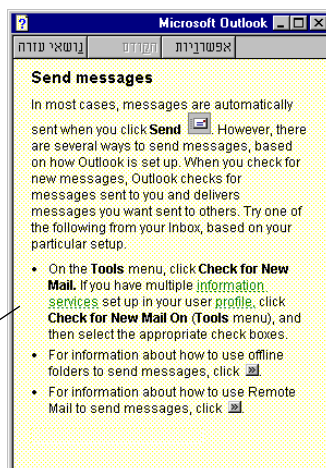 Microsoft Outlook
נושאי עזרה הקודם אפשרויות
Send messages
In most cases, messages are automatically
sent when you click Send . However, there
are several ways to send messages, based
on how Outlook is set up. When you check for
new messages, Outlook checks for
messages sent to you and delivers
messages you want sent to others. Try one of
the following from your Inbox, based on your
particular setup.
• On the Tools menu, click Check for New
Mail. If you have multiple information
services set up in your user profile, click
Check for New Mail On (Tools menu), and
then select the appropriate check boxes.
• For information about how to use offline
folders to send messages, click .
• For information about how to use Remote
Mail to send messages, click .